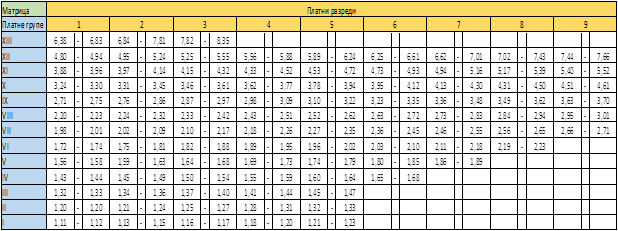 Матрица Платни разреди
Платне групе 1 2 3 4 5 6 7 8 9
XIII 6,38 - 6,83 6,84 - 7,81 7,82 - 8,35
XII 4,80 - 4,94 4,95 - 5,24 5,25 - 5,55 5,56 - 5,88 5,89 - 6,24 6,25 - 6,61 6,62 - 7,01 7,02 - 7,43 7,44 - 7,66
XI 3,88 - 3,96 3,97 - 4,14 4,15 - 4,32 4,33 - 4,52 4,53 - 4,72 4,73 - 4,93 4,94 - 5,16 5,17 - 5,39 5,40 - 5,52
X 3,24 - 3,30 3,31 - 3,45 3,46 - 3,61 3,62 - 3,77 3,78 - 3,94 3,95 - 4,12 4,13 - 4,30 4,31 - 4,50 4,51 - 4,61
IX 2,71 - 2,75 2,76 - 2,86 2,87 - 2,97 2,98 - 3,09 3,10 - 3,22 3,23 - 3,35 3,36 - 3,48 3,49 - 3,62 3,63 - 3,70
VIII 2,20 - 2,23 2,24 - 2,32 2,33 - 2,42 2,43 - 2,51 2,52 - 2,62 2,63 - 2,72 2,73 - 2,83 2,84 - 2,94 2,95 - 3,01
VII 1,98 - 2,01 2,02 - 2,09 2,10 - 2,17 2,18 - 2,26 2,27 - 2,35 2,36 - 2,45 2,46 - 2,55 2,56 - 2,65 2,66 - 2,71
VI 1,72 - 1,74 1,75 - 1,81 1,82 - 1,88 1,89 - 1,95 1,96 - 2,02 2,03 - 2,10 2,11 - 2,18 2,19 - 2,23
V 1,56 - 1,58 1,59 - 1,63 1,64 - 1,68 1,69 - 1,73 1,74 - 1,79 1,80 - 1,85 1,86 - 1,89
IV 1,43 - 1,44 1,45 - 1,49 1,50 - 1,54 1,55 - 1,59 1,60 - 1,64 1,65 - 1,68
III 1,32 - 1,33 1,34 - 1,36 1,37 - 1,40 1,41 - 1,44 1,45 - 1,47
II 1,20 - 1,20 1,21 - 1,24 1,25 - 1,27 1,28 - 1,31 1,32 - 1,33
I 1,11 - 1,12 1,13 - 1,15 1,16 - 1,17 1,18 - 1,20 1,21 - 1,23